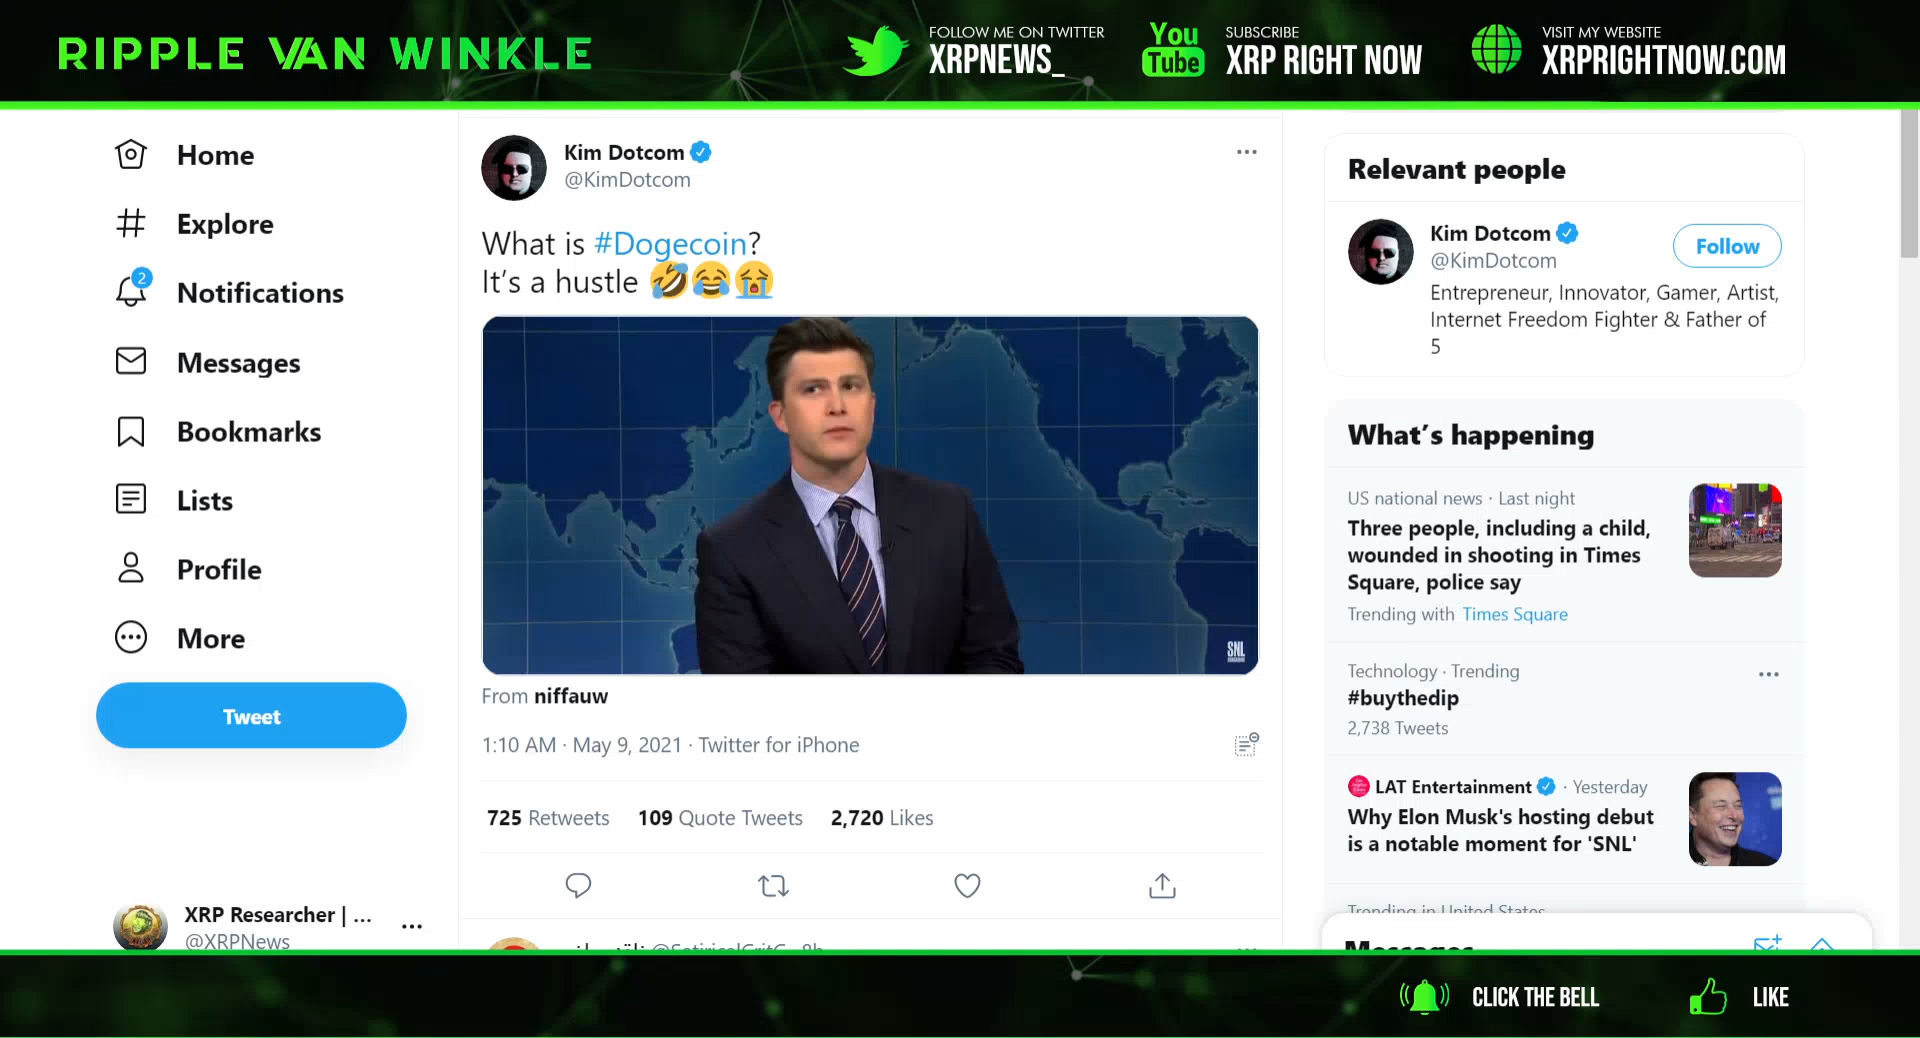 RIPPLE VAN WINKLE
FOLLOW ME ON TWITTER
XRPNEWS_
You
Tube
SUBSCRIBE
XRP RIGHT NOW
VISIT MY WEBSITE
XRPRIGHTNOW.COM
Home
Explore
2
Notifications
Messages
Bookmarks
Lists
Profile
More
Tweet
XRP Researcher | ...
@XRPNews
Kim Dotcom
@KimDotcom
What is #Dogecoin?
It’s a hustle 🤣😂😭
SNL
From niffauw
1:10 AM · May 9, 2021 · Twitter for iPhone
725 Retweets 109 Quote Tweets 2,720 Likes
Relevant people
Kim Dotcom
@KimDotcom
Follow
Entrepreneur, Innovator, Gamer, Artist,
Internet Freedom Fighter & Father of
5
What’s happening
US national news · Last night
Three people, including a child,
wounded in shooting in Times
Square, police say
Trending with Times Square
Technology · Trending
#buythedip
2,738 Tweets
LAT Entertainment · Yesterday
Why Elon Musk's hosting debut
is a notable moment for 'SNL'
Trending in United States
Messages
CLICK THE BELL
LIKE